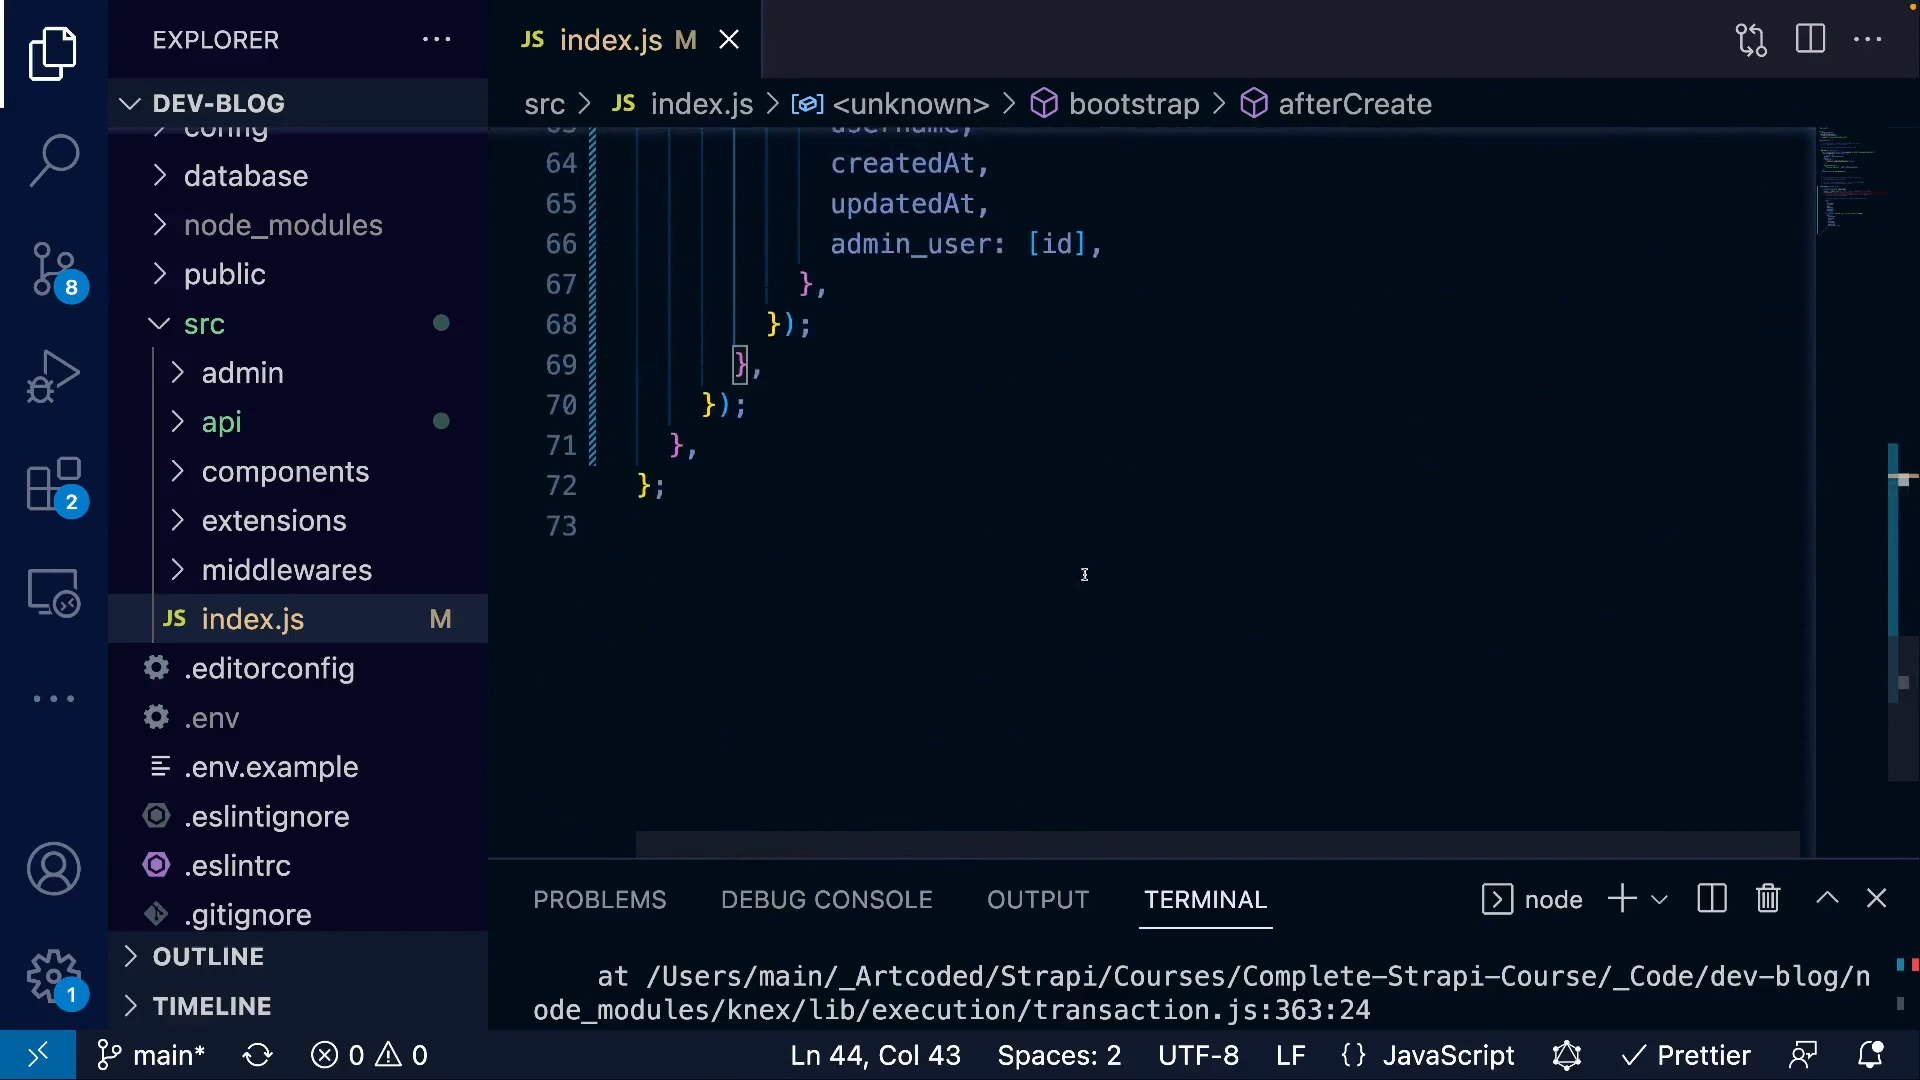 EXPLORER
DEV-BLOG
config
database
node_modules
public
src
admin
api
components
extensions
middlewares
JS index.js M
.editorconfig
.env
.env.example
.eslintignore
.eslintrc
.gitignore
OUTLINE
TIMELINE
8
2
1
JS index.js M
src > JS index.js > <unknown> > bootstrap > afterCreate
63 username,
64 createdAt,
65 updatedAt,
66 admin_user: [id],
67 },
68 });
69 },
70 });
71 },
72 };
73
PROBLEMS DEBUG CONSOLE OUTPUT TERMINAL node
at /Users/main/_Artcoded/Strapi/Courses/Complete-Strapi-Course/_Code/dev-blog/n
ode_modules/knex/lib/execution/transaction.js:363:24
main* 0 0 Ln 44, Col 43 Spaces: 2 UTF-8 LF {} JavaScript Prettier